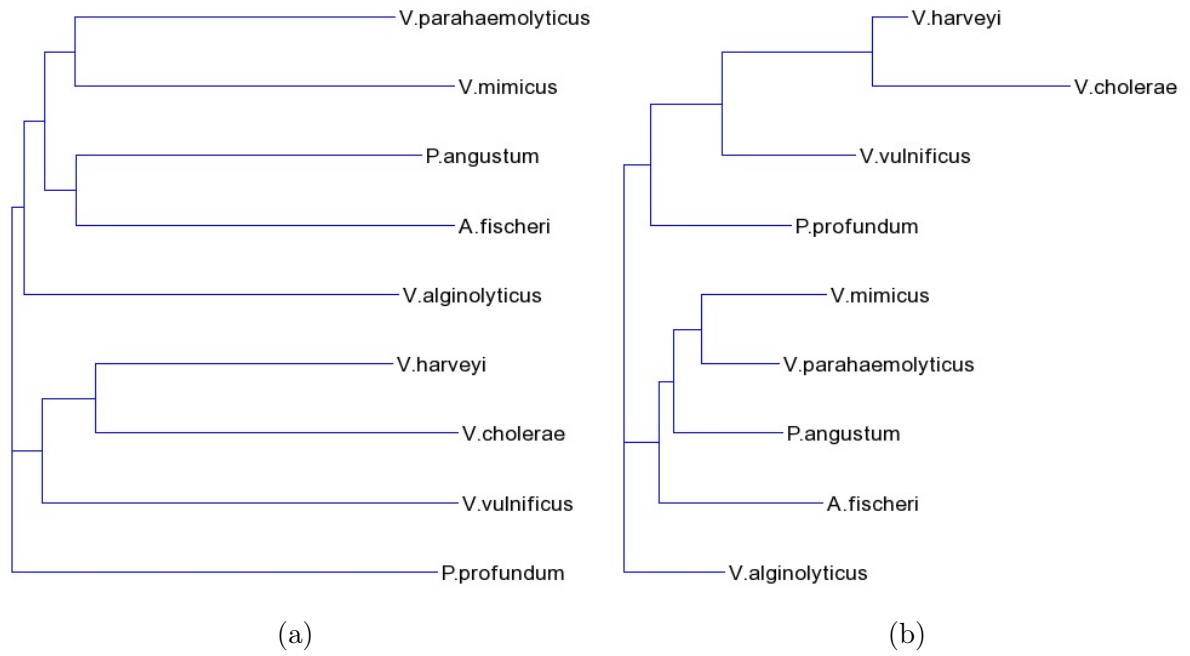 V.parahaemolyticus
V.mimicus
P.angustum
A.fischeri
V.alginolyticus
V.harveyi
V.cholerae
V.vulnificus
P.profundum
(a)
V.harveyi
V.cholerae
V.vulnificus
P.profundum
V.mimicus
V.parahaemolyticus
P.angustum
A.fischeri
V.alginolyticus
(b)